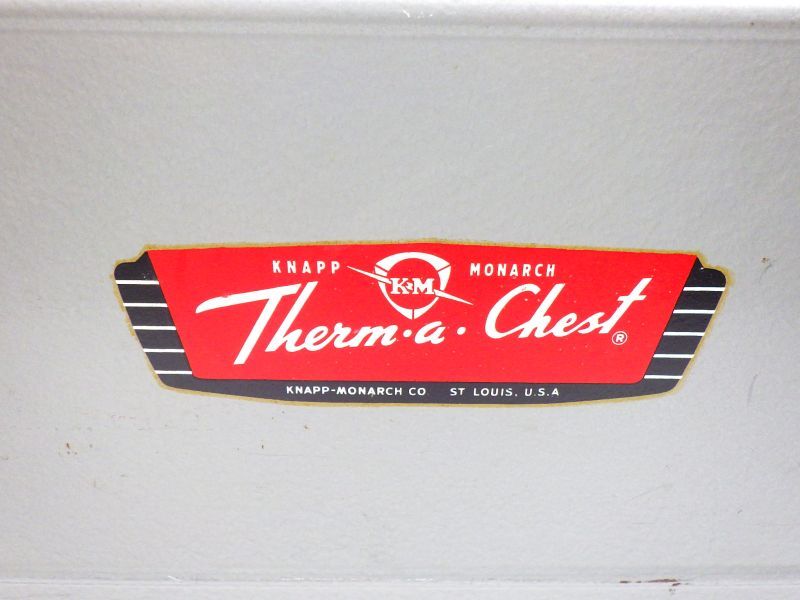 KNAPP K-M MONARCH
Therm·a·Chest ®
KNAPP-MONARCH CO ST LOUIS, U.S.A